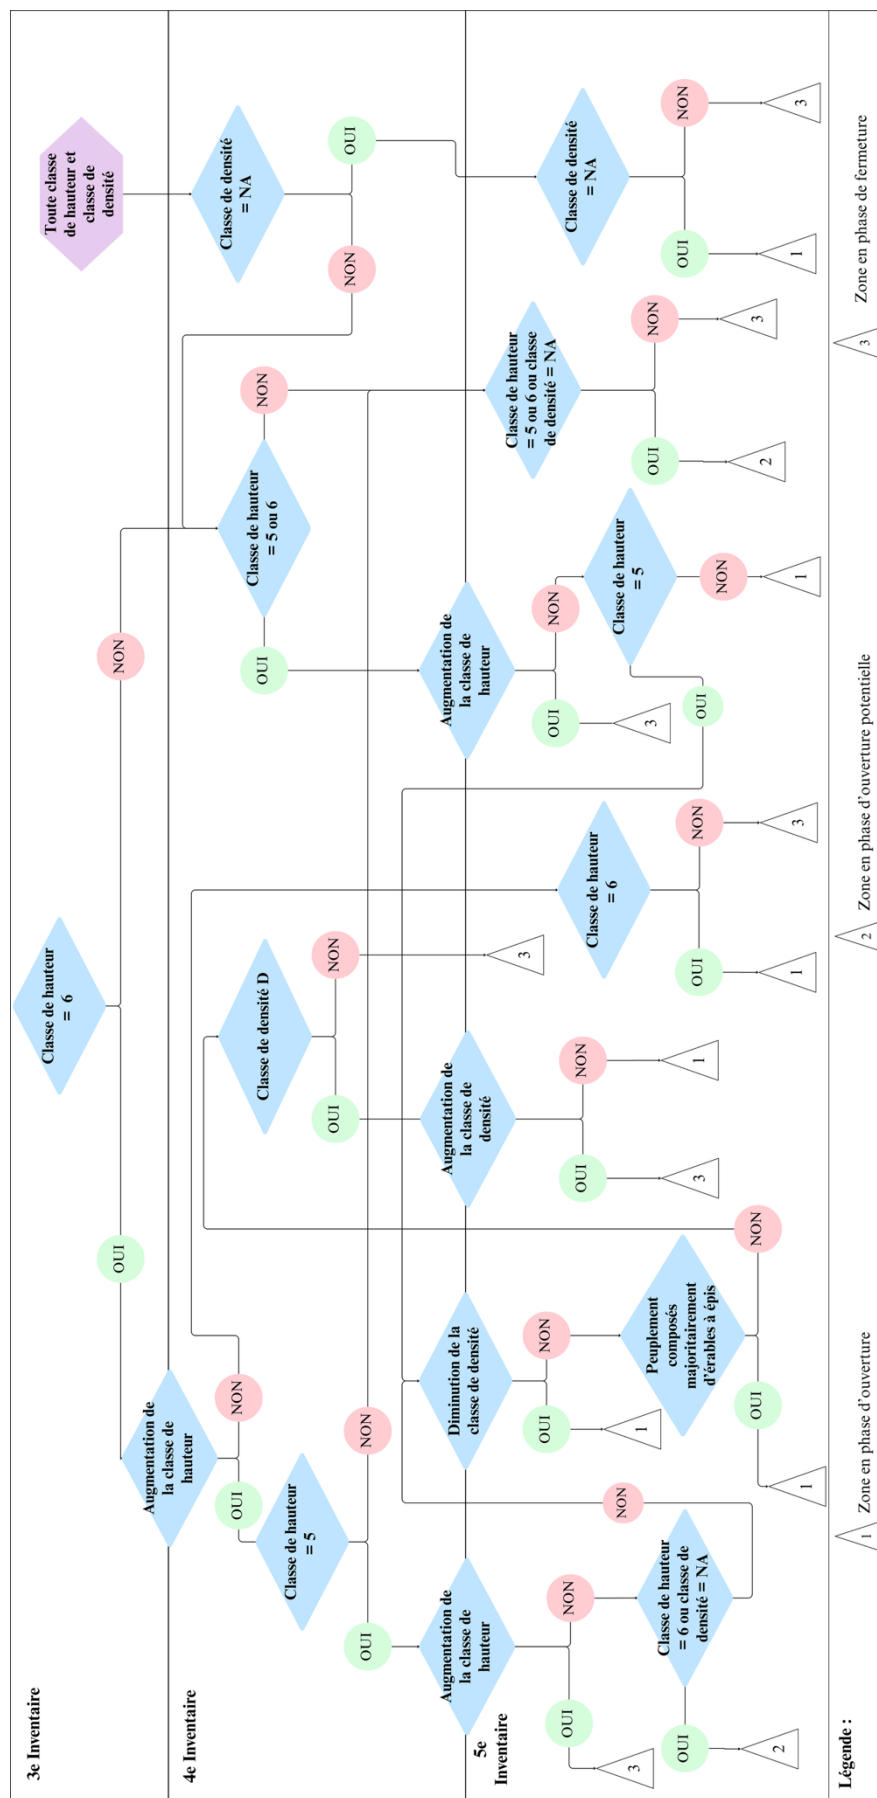 3e Inventaire
Classe de hauteur
= 6
Toute classe
de hauteur et
classe de
densité
OUI
NON
4e Inventaire
Augmentation de
la classe de
hauteur
OUI
NON
Classe de hauteur
= 5
OUI
NON
Classe de densité D
OUI
NON
3
Classe de hauteur
= 5 ou 6
OUI
NON
Classe de densité
= NA
NON
OUI
5e
Inventaire
Augmentation de
la classe de
hauteur
OUI
NON
3
Classe de hauteur
= 6 ou classe de
densité = NA
OUI
NON
2
Diminution de la
classe de densité
OUI
NON
1
Peuplement
composés
majoritairement
d'érables à épis
OUI
NON
1
Augmentation de
la classe de
densité
OUI
NON
3
1
Classe de hauteur
= 6
OUI
NON
1
3
Augmentation de
la classe de
hauteur
OUI
NON
3
Classe de hauteur
= 5
OUI
NON
1
Classe de hauteur
= 5 ou 6 ou classe
de densité = NA
OUI
NON
2
3
Classe de densité
= NA
OUI
NON
1
3
Légende :
1 Zone en phase d'ouverture
2 Zone en phase d'ouverture potentielle
3 Zone en phase de fermeture